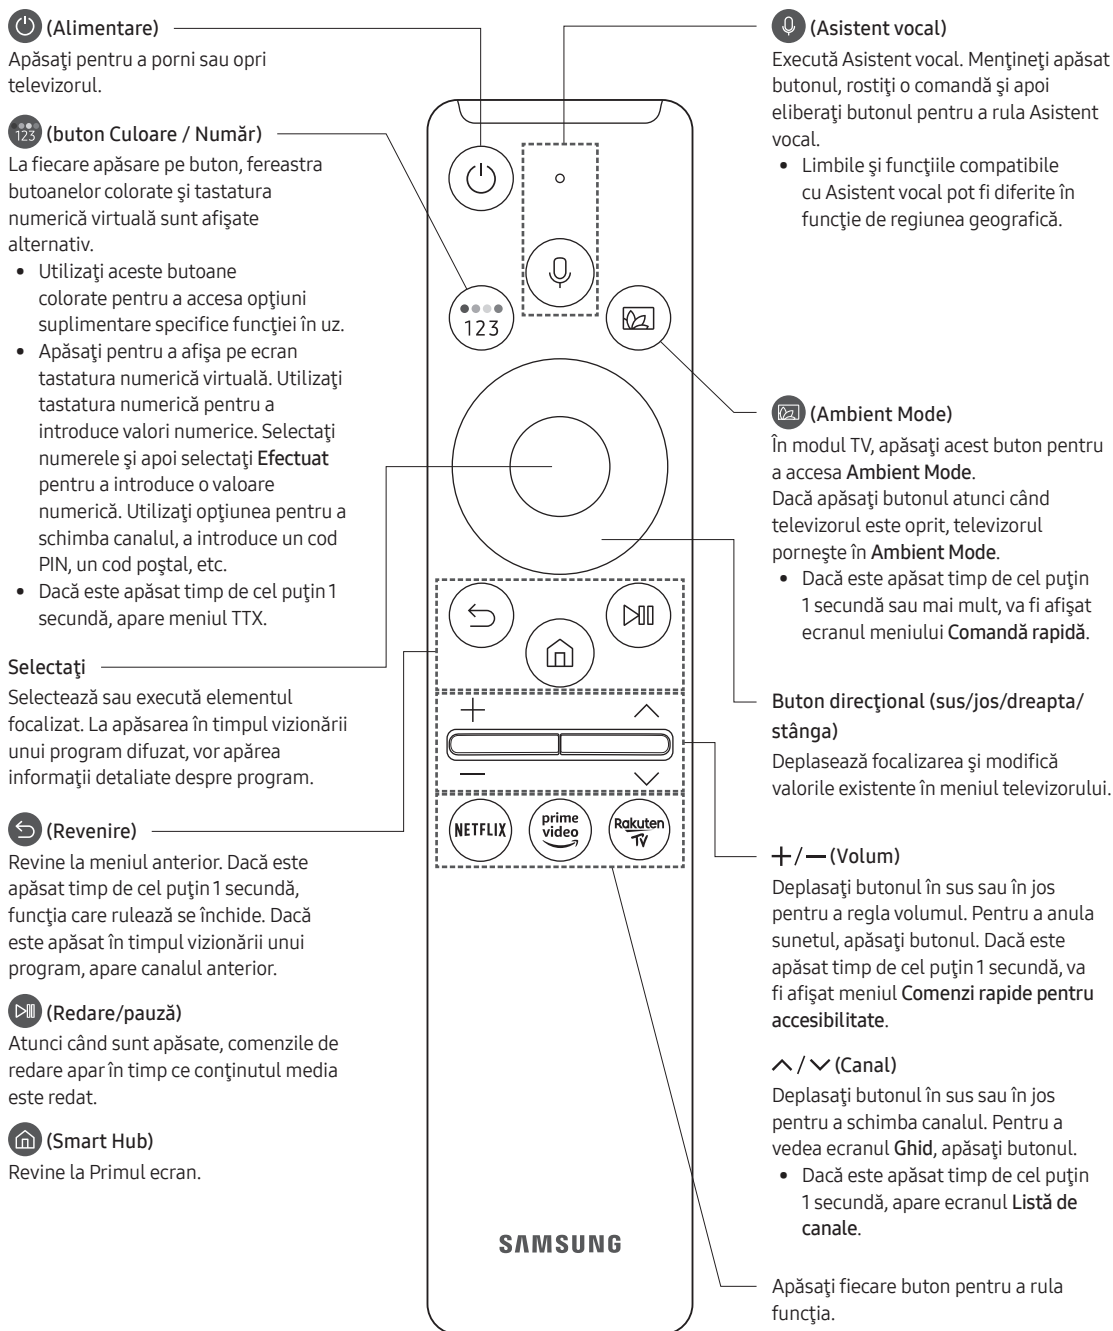 (Alimentare)
Apăsaţi pentru a porni sau opri
televizorul.
123 (buton Culoare / Număr)
La fiecare apăsare pe buton, fereastra
butoanelor colorate şi tastatura
numerică virtuală sunt afişate
alternativ.
• Utilizaţi aceste butoane
colorate pentru a accesa opţiuni
suplimentare specifice funcţiei în uz.
• Apăsaţi pentru a afişa pe ecran
tastatura numerică virtuală. Utilizaţi
tastatura numerică pentru a
introduce valori numerice. Selectaţi
numerele şi apoi selectaţi Efectuat
pentru a introduce o valoare
numerică. Utilizaţi opţiunea pentru a
schimba canalul, a introduce un cod
PIN, un cod poştal, etc.
• Dacă este apăsat timp de cel puţin 1
secundă, apare meniul TTX.
Selectaţi
Selectează sau execută elementul
focalizat. La apăsarea în timpul vizionării
unui program difuzat, vor apărea
informaţii detaliate despre program.
(Revenire)
Revine la meniul anterior. Dacă este
apăsat timp de cel puţin 1 secundă,
funcţia care rulează se închide. Dacă
este apăsat în timpul vizionării unui
program, apare canalul anterior.
(Redare/pauză)
Atunci când sunt apăsate, comenzile de
redare apar în timp ce conţinutul media
este redat.
(Smart Hub)
Revine la Primul ecran.
123
+
—
NETFLIX
prime
video
Rakuten
TV
SAMSUNG
(Asistent vocal)
Execută Asistent vocal. Menţineţi apăsat
butonul, rostiţi o comandă şi apoi
eliberaţi butonul pentru a rula Asistent
vocal.
• Limbile şi funcţiile compatibile
cu Asistent vocal pot fi diferite în
funcţie de regiunea geografică.
(Ambient Mode)
În modul TV, apăsaţi acest buton pentru
a accesa Ambient Mode.
Dacă apăsaţi butonul atunci când
televizorul este oprit, televizorul
porneşte în Ambient Mode.
• Dacă este apăsat timp de cel puţin
1 secundă sau mai mult, va fi afişat
ecranul meniului Comandă rapidă.
Buton direcţional (sus/jos/dreapta/
stânga)
Deplasează focalizarea şi modifică
valorile existente în meniul televizorului.
+/— (Volum)
Deplasaţi butonul în sus sau în jos
pentru a regla volumul. Pentru a anula
sunetul, apăsaţi butonul. Dacă este
apăsat timp de cel puţin 1 secundă, va
fi afişat meniul Comenzi rapide pentru
accesibilitate.
/ (Canal)
Deplasaţi butonul în sus sau în jos
pentru a schimba canalul. Pentru a
vedea ecranul Ghid, apăsaţi butonul.
• Dacă este apăsat timp de cel puţin
1 secundă, apare ecranul Listă de
canale.
Apăsaţi fiecare buton pentru a rula
funcţia.